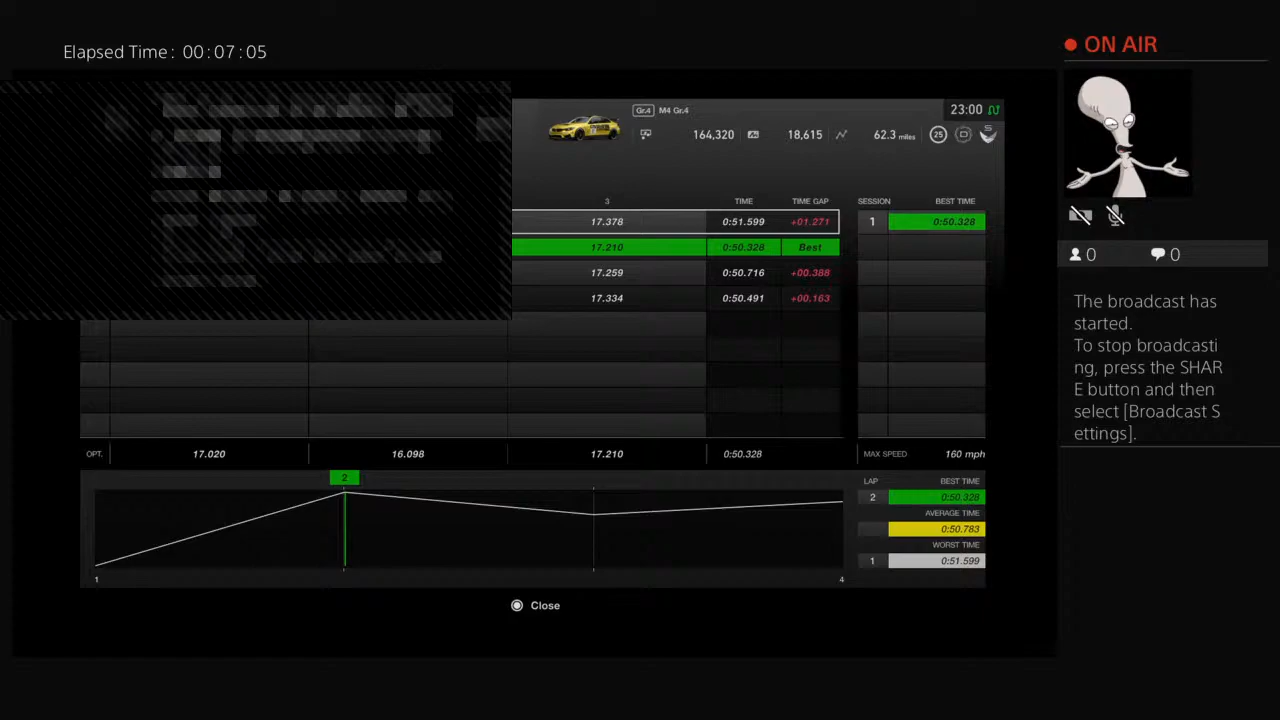 Elapsed Time: 00:07:05
ON AIR
Gr.4 M4 Gr.4
23:00
164,320 18,615 62.3 miles 25 S
3 TIME TIME GAP SESSION BEST TIME
17.378 0:51.599 +01.271 1 0:50.328
17.210 0:50.328 Best
17.259 0:50.716 +00.388
17.334 0:50.491 +00.163
0 0
The broadcast has
started.
To stop broadcasti
ng, press the SHAR
E button and then
select [Broadcast S
ettings].
OPT. 17.020 16.098 17.210 0:50.328 MAX SPEED 160 mph
2
LAP BEST TIME
2 0:50.328
AVERAGE TIME
0:50.783
WORST TIME
1 0:51.599
1 4
Close